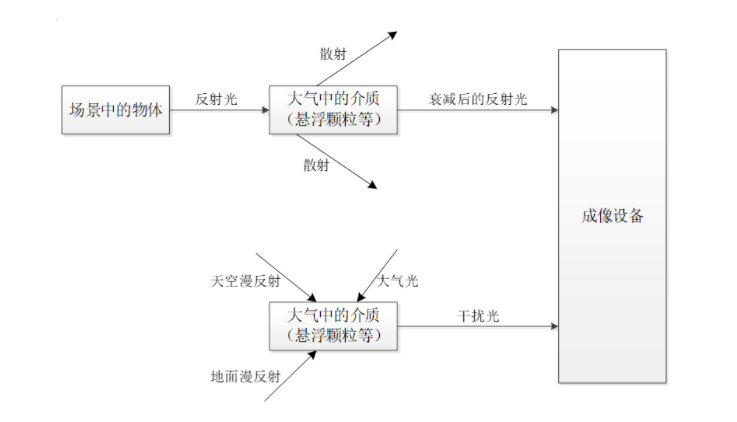 散射
场景中的物体
反射光
大气中的介质
（悬浮颗粒等）
衰减后的反射光
散射
成像设备
天空漫反射
大气光
大气中的介质
（悬浮颗粒等）
干扰光
地面漫反射